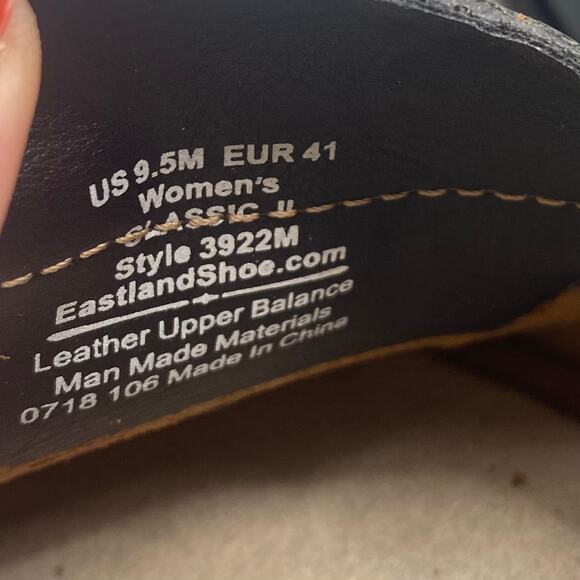 US 9.5M EUR 41
Women's
CLASSIC II
Style 3922M
EastlandShoe.com
Leather Upper Balance
Man Made Materials
0718 106 Made In China